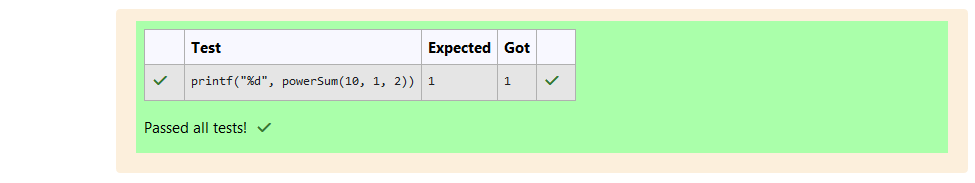 Test Expected Got
printf("%d", powerSum(10, 1, 2)) 1 1
Passed all tests!